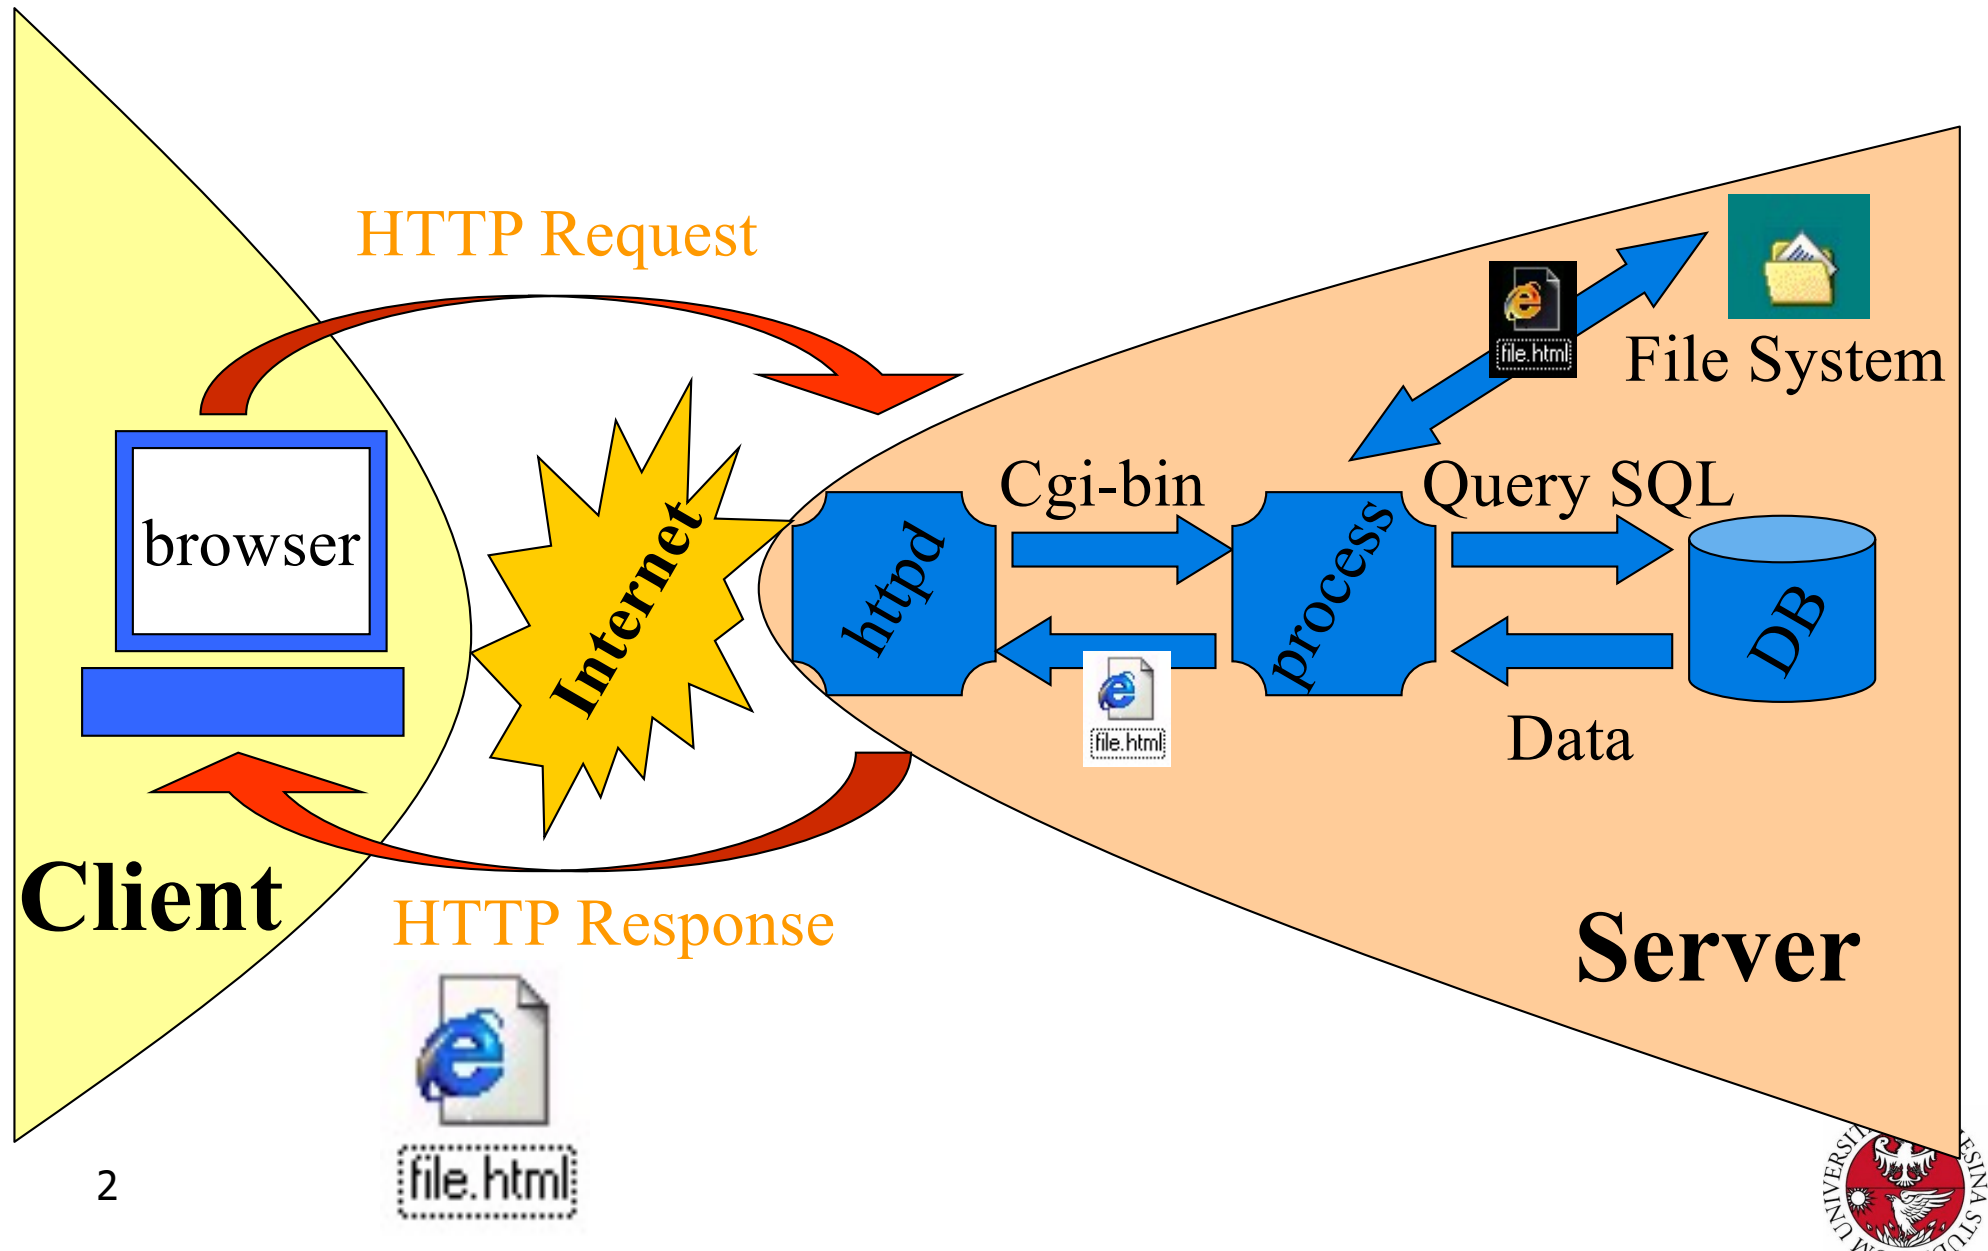 HTTP Request
file.html
File System
Cgi-bin
Query SQL
browser
Internet
httpd
process
DB
file.html
Data
Client
HTTP Response
Server
file.html
2